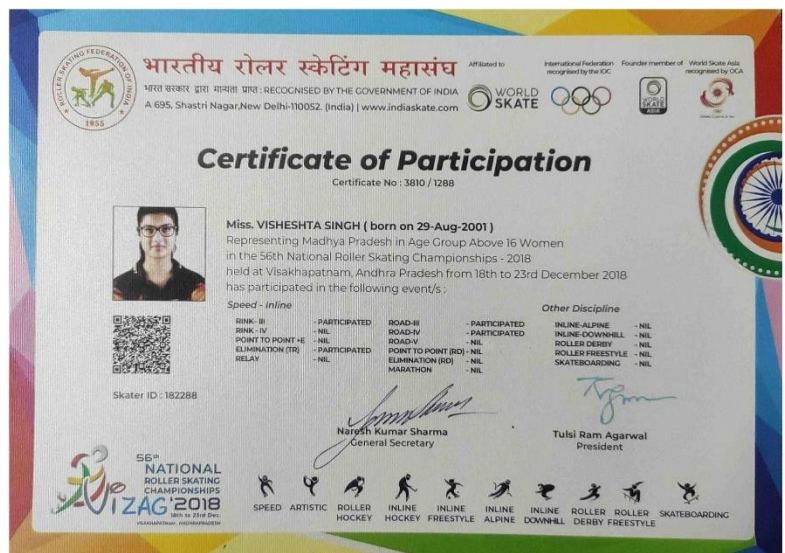 ROLLER SKATING FEDERATION OF INDIA
1955
भारतीय रोलर स्केटिंग महासंघ
भारत सरकार द्वारा मान्यता प्राप्त : RECOGNISED BY THE GOVERNMENT OF INDIA
A 695, Shastri Nagar,New Delhi-110052. (India) | www.indiaskate.com
Affiliated to
WORLD SKATE
International Federation recognised by the IOC
Founder member of
WORLD SKATE ASIA
World Skate Asia recognised by OCA
Certificate of Participation
Certificate No : 3810 / 1288
Miss. VISHESHTA SINGH ( born on 29-Aug-2001 )
Representing Madhya Pradesh in Age Group Above 16 Women
in the 56th National Roller Skating Championships - 2018
held at Visakhapatnam, Andhra Pradesh from 18th to 23rd December 2018
has participated in the following event/s :
Speed - Inline
RINK- III - PARTICIPATED
RINK - IV - NIL
POINT TO POINT +E - NIL
ELIMINATION (TR) - PARTICIPATED
RELAY - NIL
ROAD-III - PARTICIPATED
ROAD-IV - PARTICIPATED
ROAD-V - NIL
POINT TO POINT (RD) - NIL
ELIMINATION (RD) - NIL
MARATHON - NIL
Other Discipline
INLINE-ALPINE - NIL
INLINE-DOWNHILL - NIL
ROLLER DERBY - NIL
ROLLER FREESTYLE - NIL
SKATEBOARDING - NIL
Skater ID : 182288
Naresh Kumar Sharma
General Secretary
Tulsi Ram Agarwal
President
56th
NATIONAL
ROLLER SKATING
CHAMPIONSHIPS
VIZAG '2018
18th to 23rd Dec.
VISAKHAPATNAM, ANDHRAPRADESH
SPEED
ARTISTIC
ROLLER HOCKEY
INLINE HOCKEY
INLINE FREESTYLE
INLINE ALPINE
INLINE DOWNHILL
ROLLER DERBY
ROLLER FREESTYLE
SKATEBOARDING